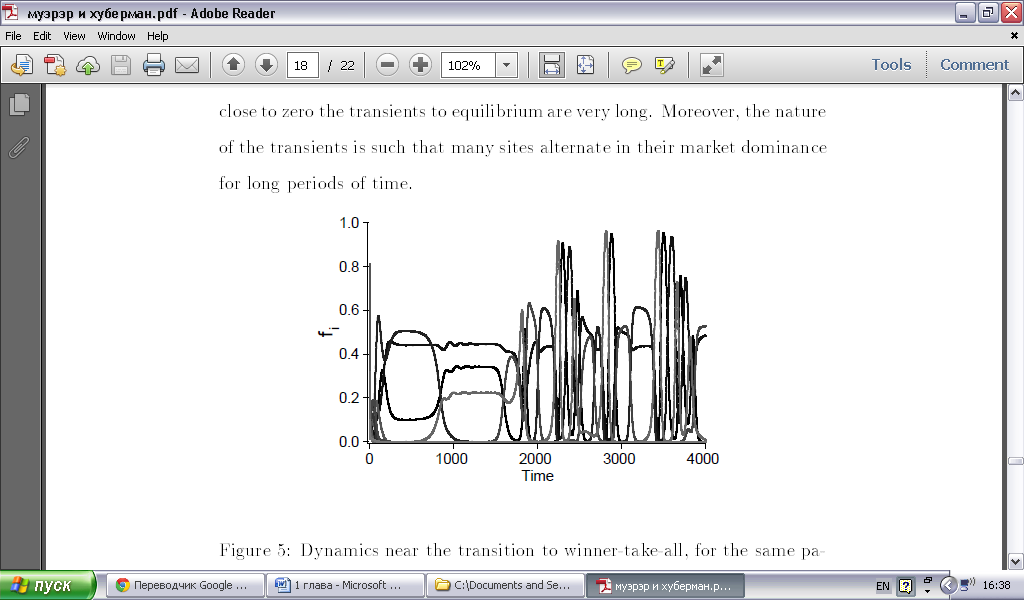 муэрэр и хуберман.pdf - Adobe Reader
File Edit View Window Help
18 / 22 102% Tools Comment
close to zero the transients to equilibrium are very long. Moreover, the nature
of the transients is such that many sites alternate in their market dominance
for long periods of time.
1.0
0.8
0.6
0.4
0.2
0.0
fi
0 1000 2000 3000 4000
Time
Figure 5: Dynamics near the transition to winner-take-all, for the same pa-
пуск Переводчик Google ... 1 глава - Microsoft ... C:\Documents and Se... муэрэр и хуберман.p... EN 16:38